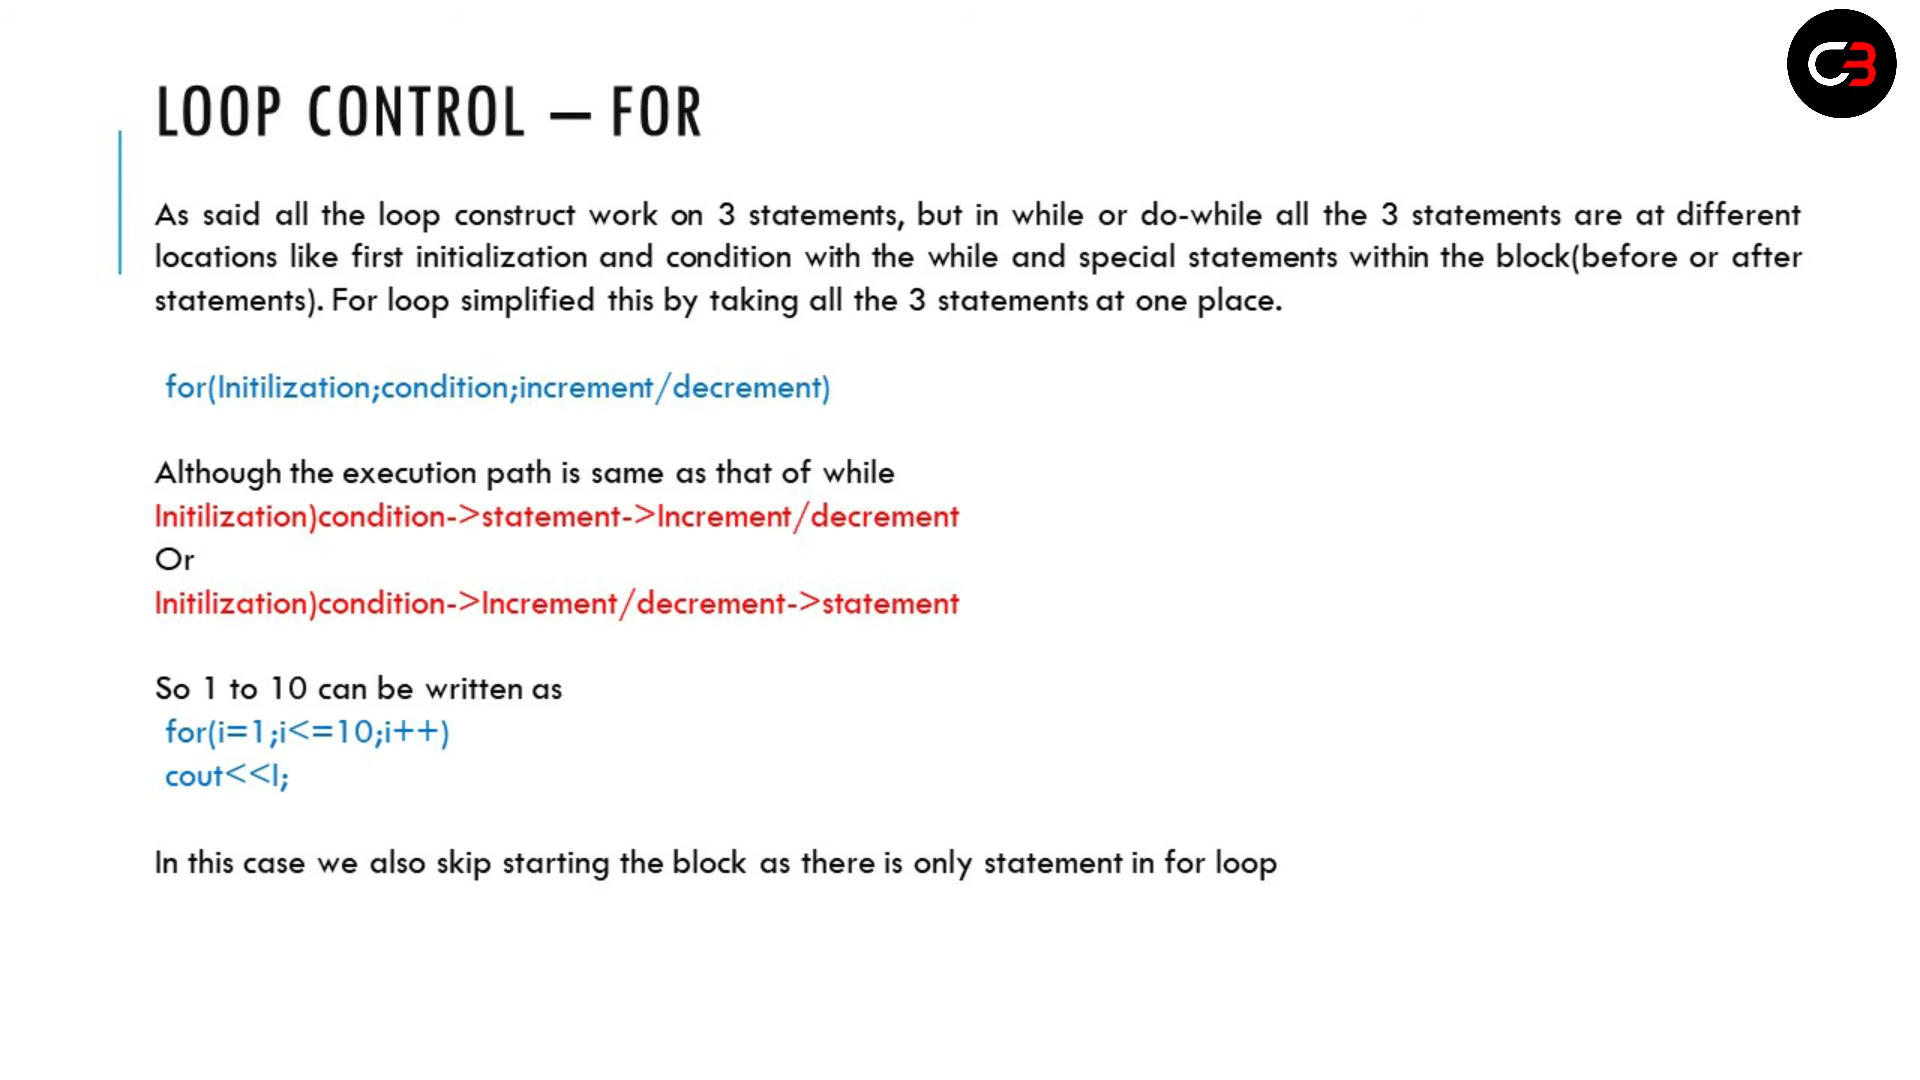 LOOP CONTROL – FOR
As said all the loop construct work on 3 statements, but in while or do-while all the 3 statements are at different
locations like first initialization and condition with the while and special statements within the block(before or after
statements). For loop simplified this by taking all the 3 statements at one place.
for(Initilization;condition;increment/decrement)
Although the execution path is same as that of while
Initilization)condition->statement->Increment/decrement
Or
Initilization)condition->Increment/decrement->statement
So 1 to 10 can be written as
for(i=1;i<=10;i++)
cout<<I;
In this case we also skip starting the block as there is only statement in for loop
CB